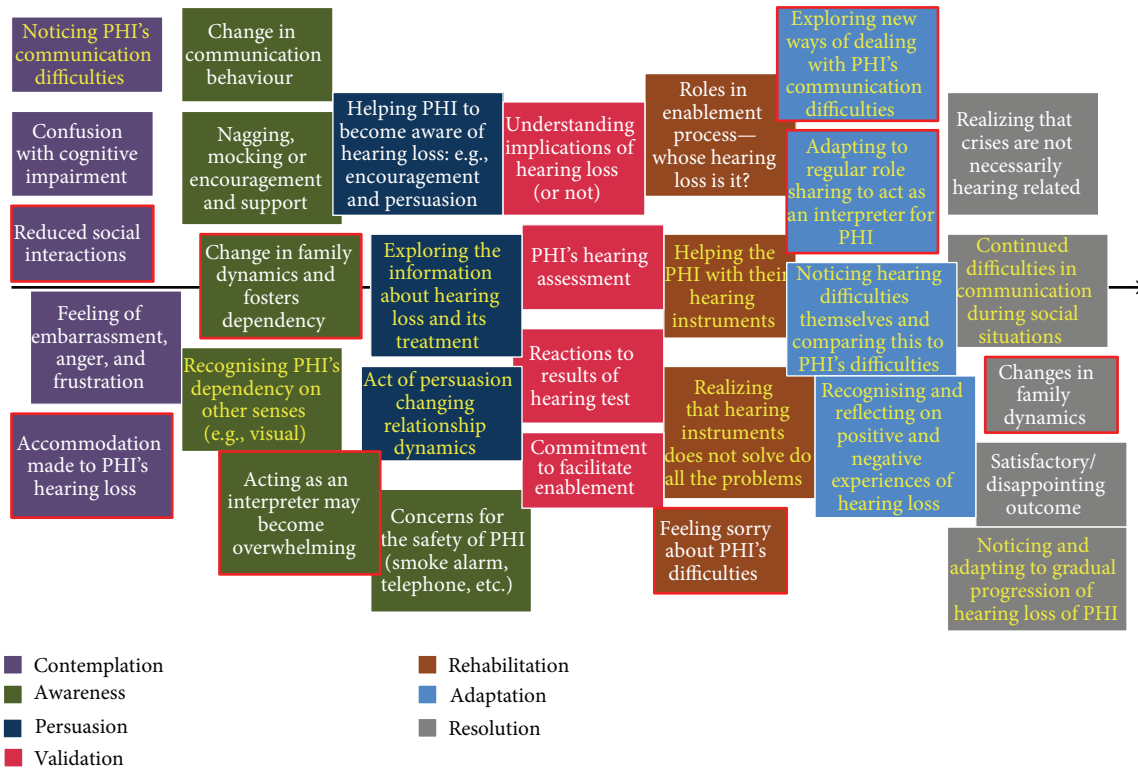 Noticing PHI's
communication
difficulties
Confusion
with cognitive
impairment
Reduced social
interactions
Feeling of
embarrassment,
anger, and
frustration
Accommodation
made to PHI's
hearing loss
Change in
communication
behaviour
Nagging,
mocking or
encouragement
and support
Change in family
dynamics and
fosters
dependency
Recognising PHI's
dependency on
other senses
(e.g., visual)
Acting as an
interpreter may
become
overwhelming
Concerns for
the safety of PHI
(smoke alarm,
telephone, etc.)
Helping PHI to
become aware of
hearing loss: e.g.,
encouragement
and persuasion
Exploring the
information
about hearing
loss and its
treatment
Act of persuasion
changing
relationship
dynamics
Understanding
implications of
hearing loss
(or not)
PHI's hearing
assessment
Reactions to
results of
hearing test
Commitment
to facilitate
enablement
Roles in
enablement
process—
whose hearing
loss is it?
Helping the
PHI with their
hearing
instruments
Realizing
that hearing
instruments
does not solve do
all the problems
Feeling sorry
about PHI's
difficulties
Exploring new
ways of dealing
with PHI's
communication
difficulties
Adapting to
regular role
sharing to act as
an interpreter for
PHI
Noticing hearing
difficulties
themselves and
comparing this to
PHI's difficulties
Recognising and
reflecting on
positive and
negative
experiences of
hearing loss
Realizing that
crises are not
necessarily
hearing related
Continued
difficulties in
communication
during social
situations
Changes in
family
dynamics
Satisfactory/
disappointing
outcome
Noticing and
adapting to gradual
progression of
hearing loss of PHI
Contemplation
Awareness
Persuasion
Validation
Rehabilitation
Adaptation
Resolution